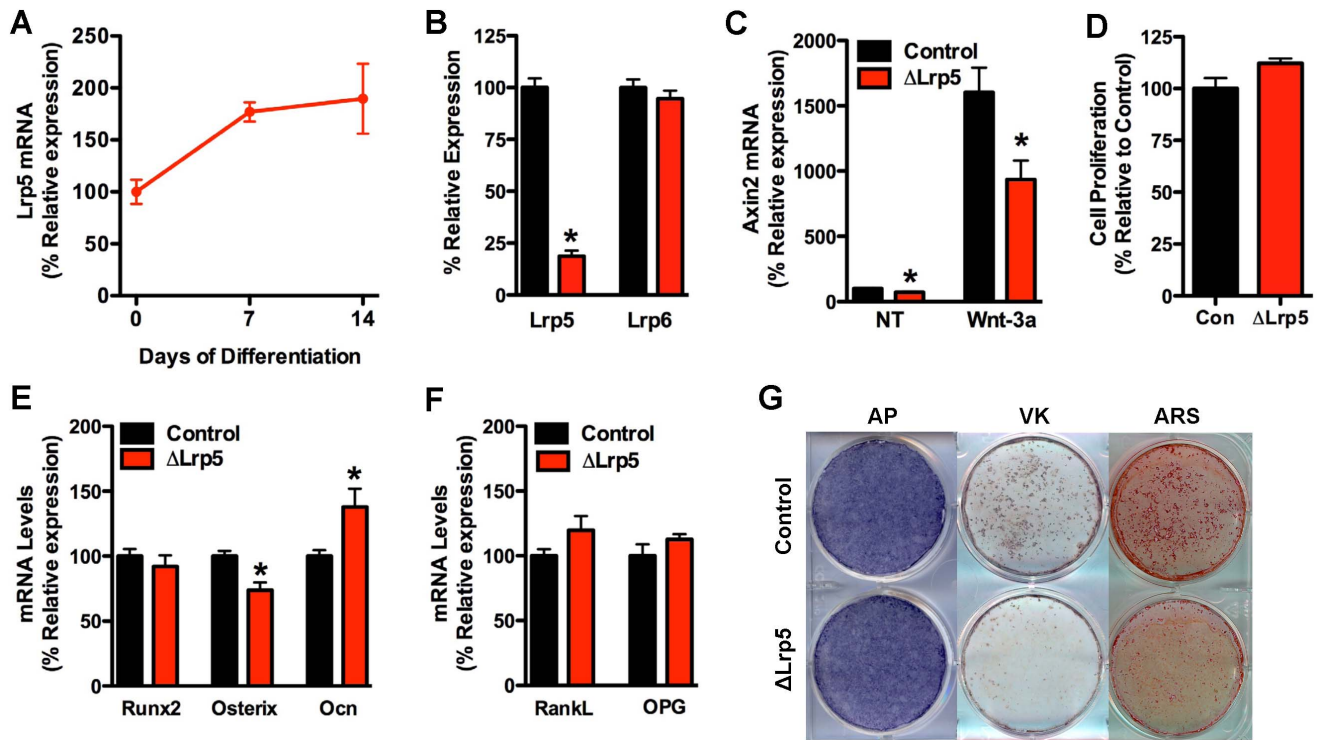 A
Lrp5 mRNA
(% Relative expression)
250
200
150
100
50
0
0 7 14
Days of Differentiation
B
% Relative Expression
125
100
75
50
25
0
*
Lrp5 Lrp6
C
Axin2 mRNA
(% Relative expression)
2000
1500
1000
500
0
Control
ΔLrp5
*
*
NT Wnt-3a
D
Cell Proliferation
(% Relative to Control)
125
100
75
50
25
0
Con ΔLrp5
E
mRNA Levels
(% Relative expression)
200
150
100
50
0
Control
ΔLrp5
*
*
Runx2 Osterix Ocn
F
mRNA Levels
(% Relative expression)
200
150
100
50
0
Control
ΔLrp5
RankL OPG
G
AP VK ARS
Control
ΔLrp5